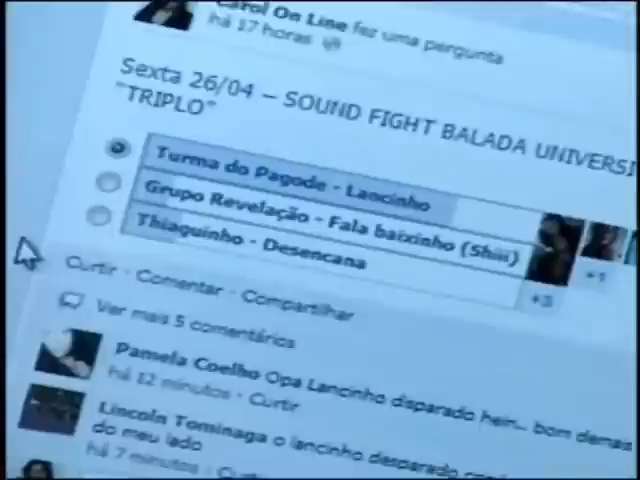 Carol On Line fez uma pergunta
há 17 horas
Sexta 26/04 – SOUND FIGHT BALADA UNIVERSI
"TRIPLO"
Turma do Pagode - Lancinho
Grupo Revelação - Fala baixinho (Shiii)
Thiaguinho - Desencana
+1
+3
Curtir · Comentar · Compartilhar
Ver mais 5 comentários
Pamela Coelho Opa Lancinho disparado hein... bom demais
há 12 minutos · Curtir
Lincoln Tominaga o lancinho desparado
do meu lado
há 7 minutos · Curtir